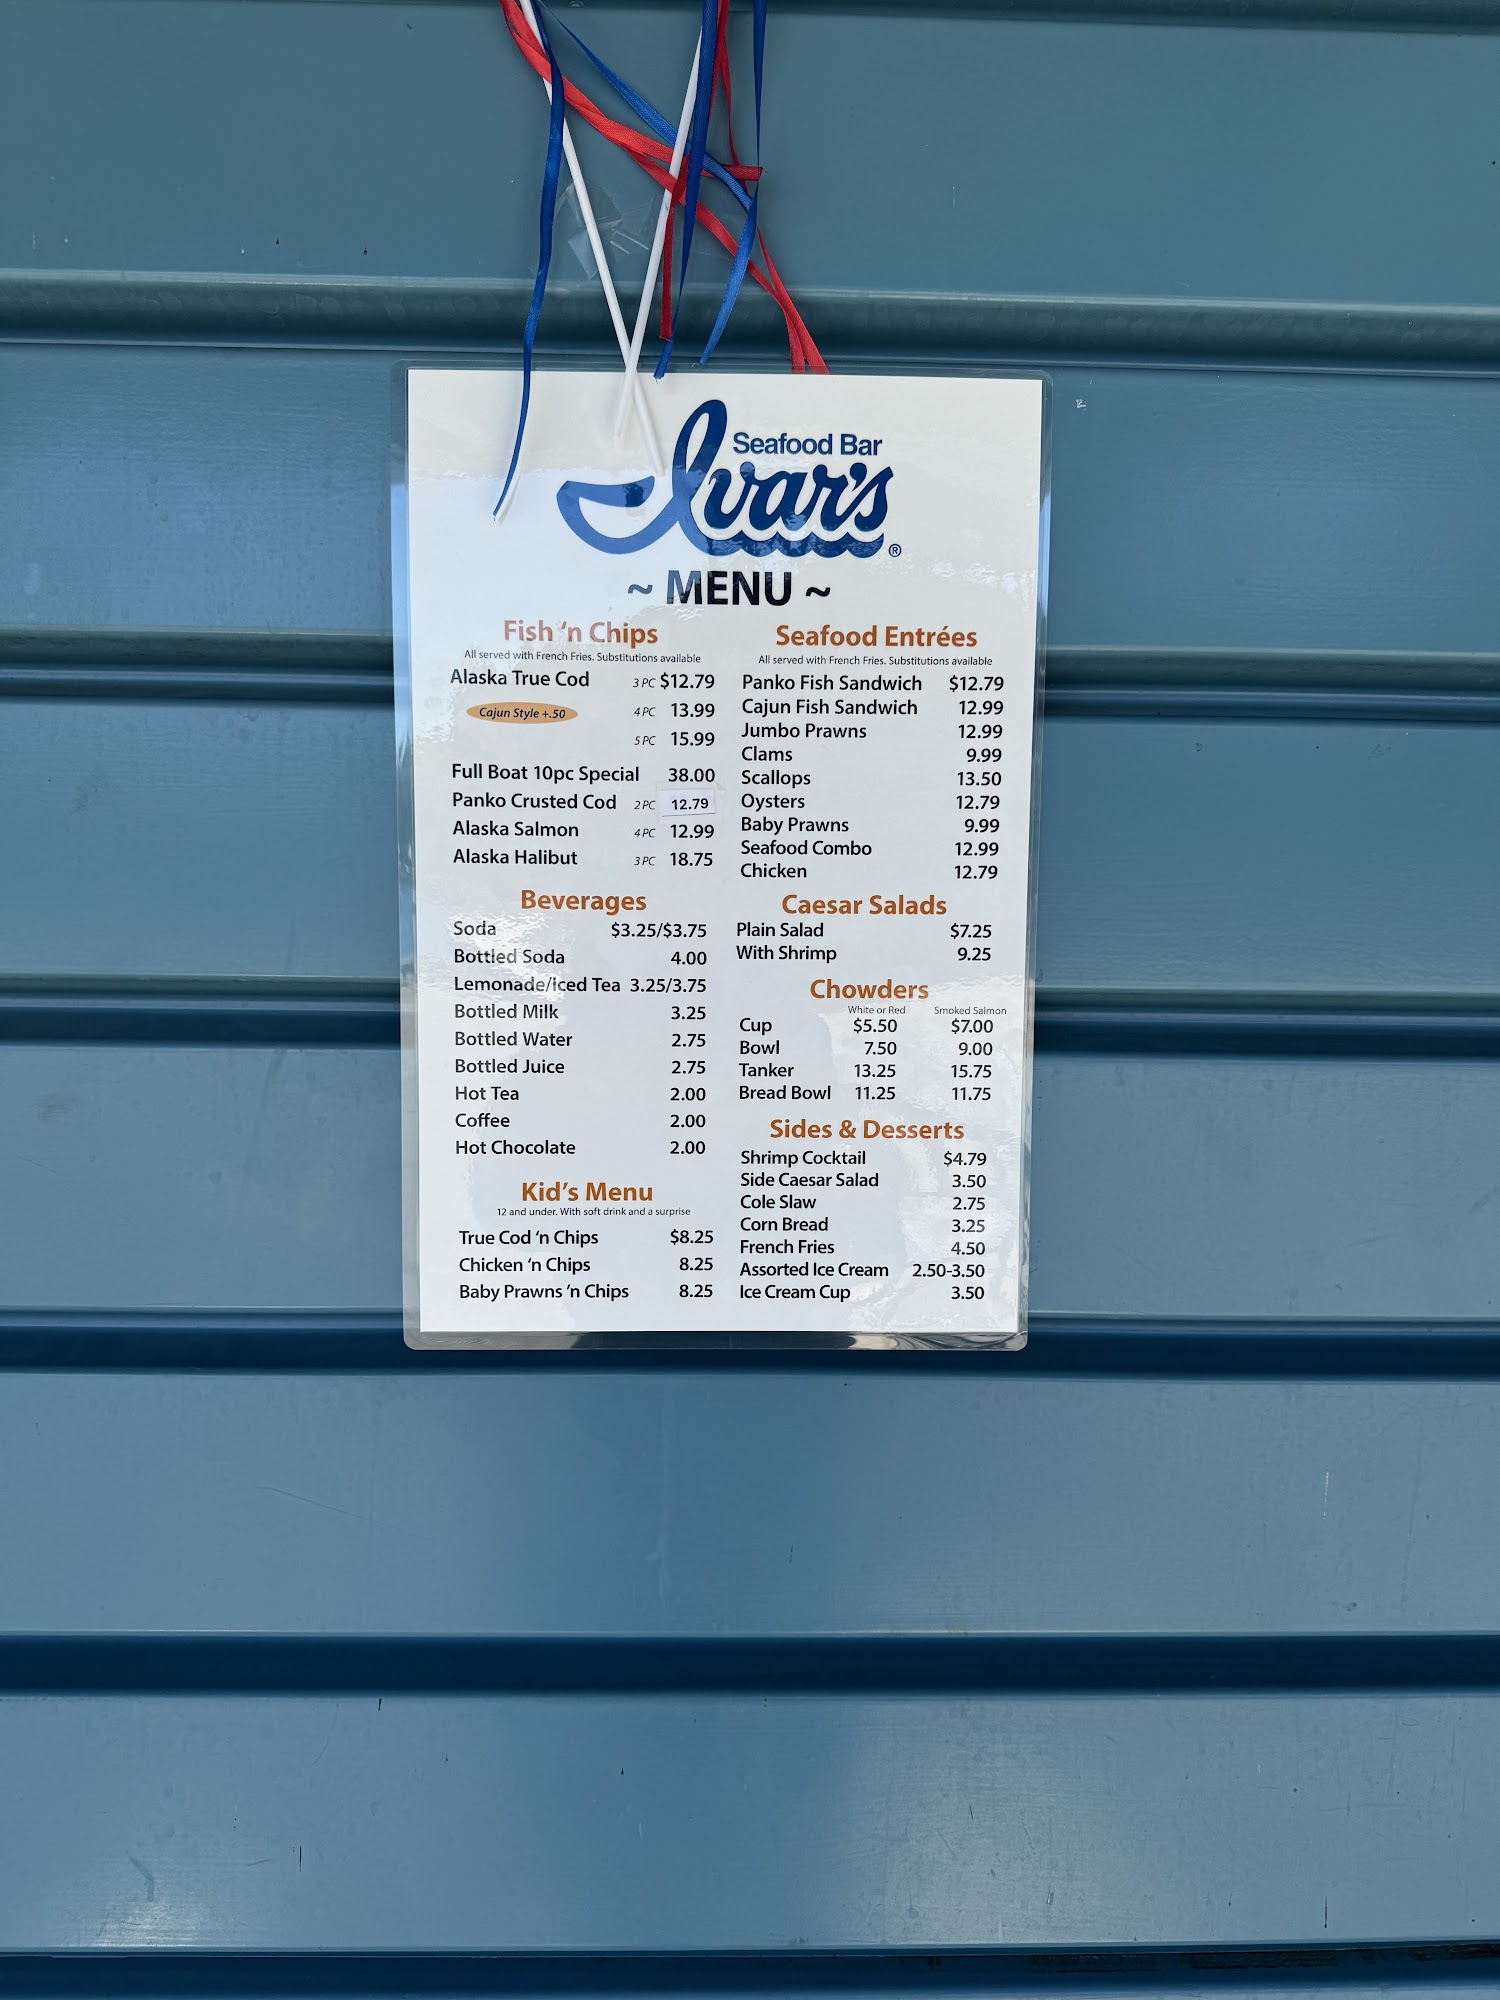 Seafood Bar
Ivar's ®
~ MENU ~
Fish 'n Chips
All served with French Fries. Substitutions available
Alaska True Cod 3 PC $12.79
Cajun Style +.50 4 PC 13.99
5 PC 15.99
Full Boat 10pc Special 38.00
Panko Crusted Cod 2 PC 12.79
Alaska Salmon 4 PC 12.99
Alaska Halibut 3 PC 18.75
Beverages
Soda $3.25/$3.75
Bottled Soda 4.00
Lemonade/Iced Tea 3.25/3.75
Bottled Milk 3.25
Bottled Water 2.75
Bottled Juice 2.75
Hot Tea 2.00
Coffee 2.00
Hot Chocolate 2.00
Kid's Menu
12 and under. With soft drink and a surprise
True Cod 'n Chips $8.25
Chicken 'n Chips 8.25
Baby Prawns 'n Chips 8.25
Seafood Entrées
All served with French Fries. Substitutions available
Panko Fish Sandwich $12.79
Cajun Fish Sandwich 12.99
Jumbo Prawns 12.99
Clams 9.99
Scallops 13.50
Oysters 12.79
Baby Prawns 9.99
Seafood Combo 12.99
Chicken 12.79
Caesar Salads
Plain Salad $7.25
With Shrimp 9.25
Chowders
White or Red Smoked Salmon
Cup $5.50 $7.00
Bowl 7.50 9.00
Tanker 13.25 15.75
Bread Bowl 11.25 11.75
Sides & Desserts
Shrimp Cocktail $4.79
Side Caesar Salad 3.50
Cole Slaw 2.75
Corn Bread 3.25
French Fries 4.50
Assorted Ice Cream 2.50-3.50
Ice Cream Cup 3.50